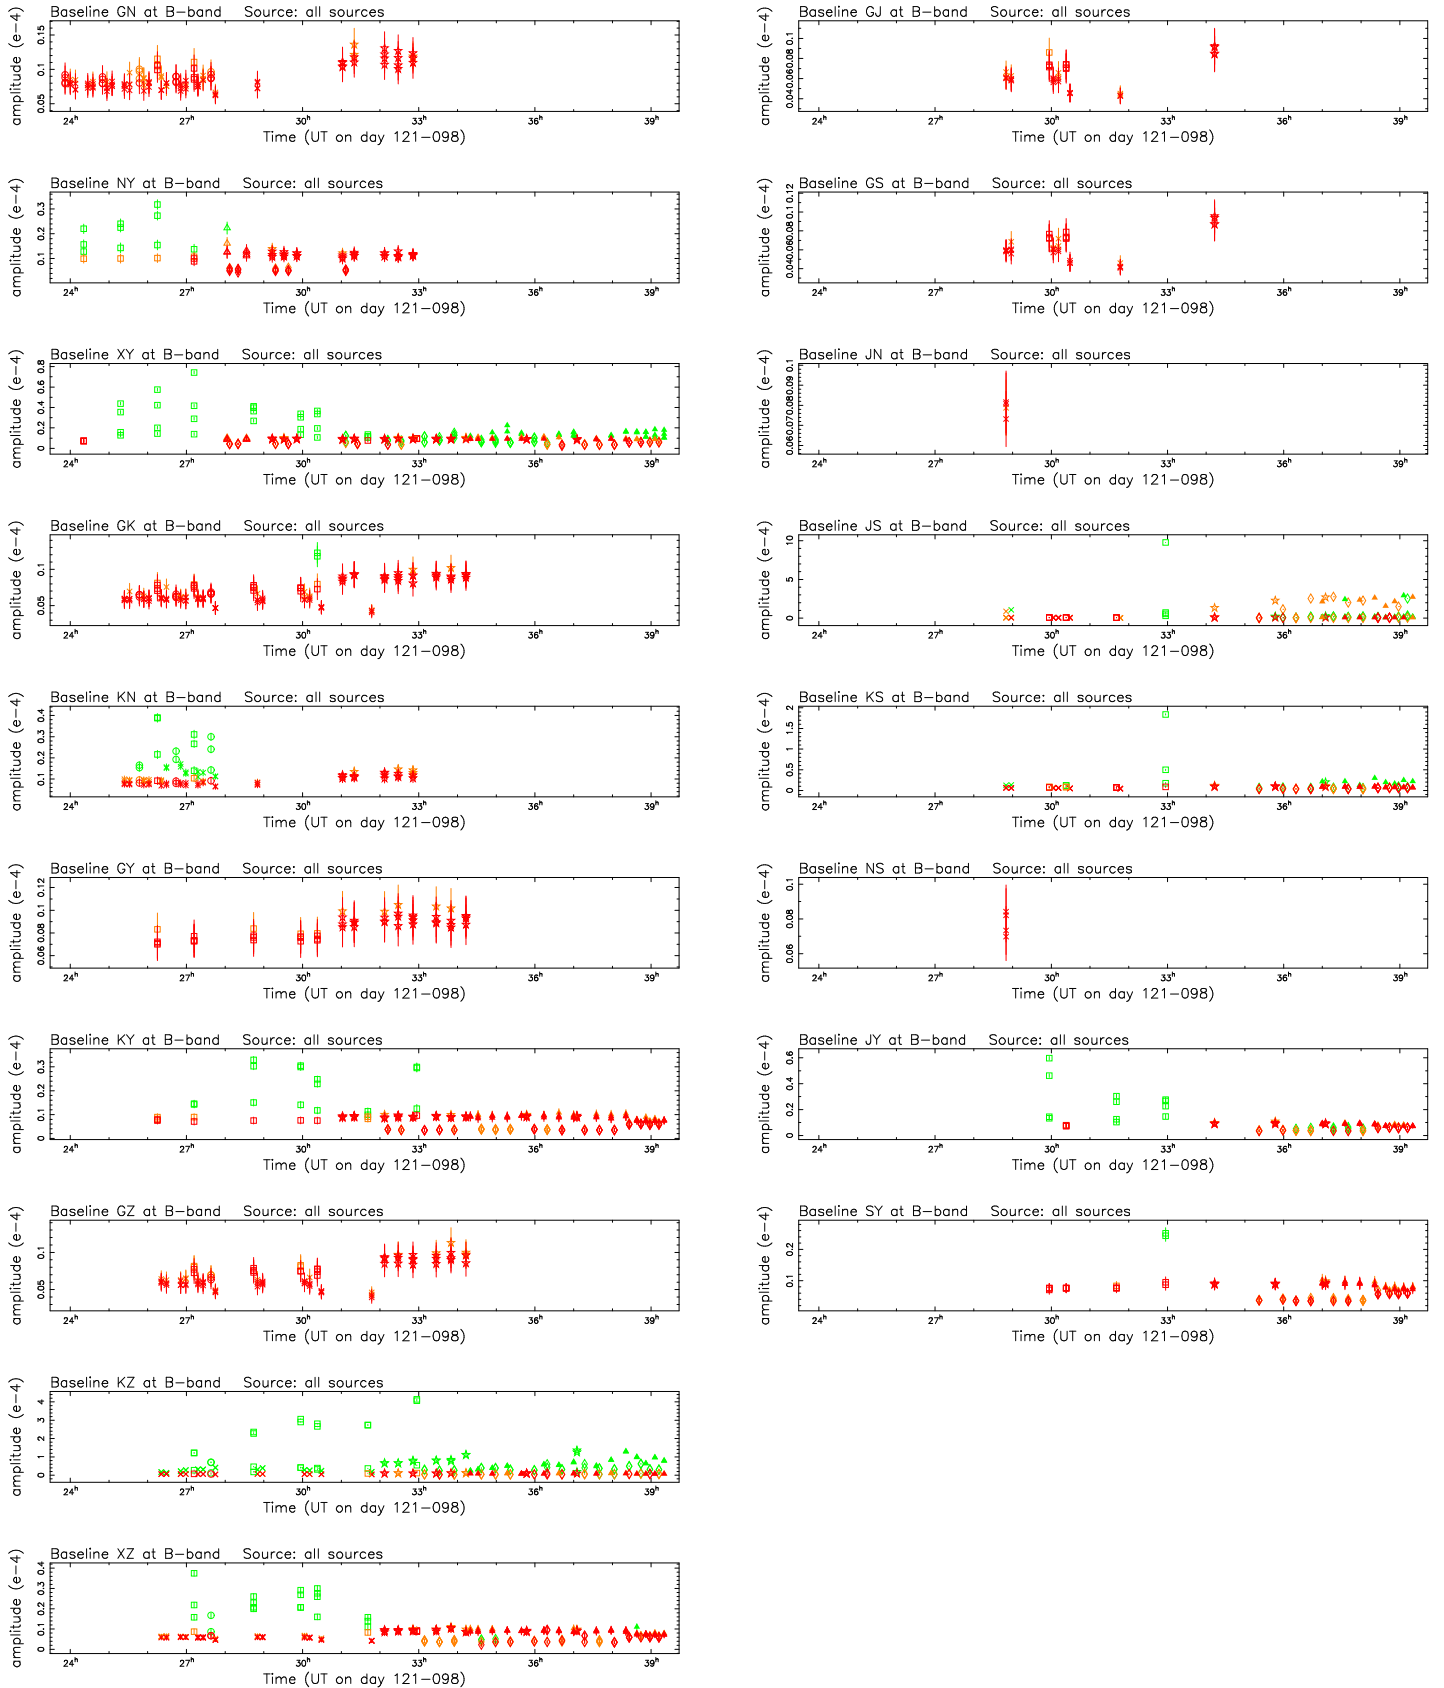 Baseline GN at B-band   Source: all sources
amplitude (e-4)
0.05 0.1 0.15
24h 27h 30h 33h 36h 39h
Time (UT on day 121-098)
Baseline NY at B-band   Source: all sources
amplitude (e-4)
0.1 0.2 0.3
24h 27h 30h 33h 36h 39h
Time (UT on day 121-098)
Baseline XY at B-band   Source: all sources
amplitude (e-4)
0 0.2 0.4 0.6 0.8
24h 27h 30h 33h 36h 39h
Time (UT on day 121-098)
Baseline GK at B-band   Source: all sources
amplitude (e-4)
0.05 0.1
24h 27h 30h 33h 36h 39h
Time (UT on day 121-098)
Baseline KN at B-band   Source: all sources
amplitude (e-4)
0.1 0.2 0.3 0.4
24h 27h 30h 33h 36h 39h
Time (UT on day 121-098)
Baseline GY at B-band   Source: all sources
amplitude (e-4)
0.06 0.08 0.1 0.12
24h 27h 30h 33h 36h 39h
Time (UT on day 121-098)
Baseline KY at B-band   Source: all sources
amplitude (e-4)
0 0.1 0.2 0.3
24h 27h 30h 33h 36h 39h
Time (UT on day 121-098)
Baseline GZ at B-band   Source: all sources
amplitude (e-4)
0.05 0.1
24h 27h 30h 33h 36h 39h
Time (UT on day 121-098)
Baseline KZ at B-band   Source: all sources
amplitude (e-4)
0 1 2 3 4
24h 27h 30h 33h 36h 39h
Time (UT on day 121-098)
Baseline XZ at B-band   Source: all sources
amplitude (e-4)
0 0.1 0.2 0.3 0.4
24h 27h 30h 33h 36h 39h
Time (UT on day 121-098)
Baseline GJ at B-band   Source: all sources
amplitude (e-4)
0.04 0.06 0.08 0.1
24h 27h 30h 33h 36h 39h
Time (UT on day 121-098)
Baseline GS at B-band   Source: all sources
amplitude (e-4)
0.04 0.06 0.08 0.1 0.12
24h 27h 30h 33h 36h 39h
Time (UT on day 121-098)
Baseline JN at B-band   Source: all sources
amplitude (e-4)
0.06 0.07 0.08 0.09 0.1
24h 27h 30h 33h 36h 39h
Time (UT on day 121-098)
Baseline JS at B-band   Source: all sources
amplitude (e-4)
0 5 10
24h 27h 30h 33h 36h 39h
Time (UT on day 121-098)
Baseline KS at B-band   Source: all sources
amplitude (e-4)
0 0.5 1 1.5 2
24h 27h 30h 33h 36h 39h
Time (UT on day 121-098)
Baseline NS at B-band   Source: all sources
amplitude (e-4)
0.06 0.08 0.1
24h 27h 30h 33h 36h 39h
Time (UT on day 121-098)
Baseline JY at B-band   Source: all sources
amplitude (e-4)
0 0.2 0.4 0.6
24h 27h 30h 33h 36h 39h
Time (UT on day 121-098)
Baseline SY at B-band   Source: all sources
amplitude (e-4)
0.1 0.2
24h 27h 30h 33h 36h 39h
Time (UT on day 121-098)